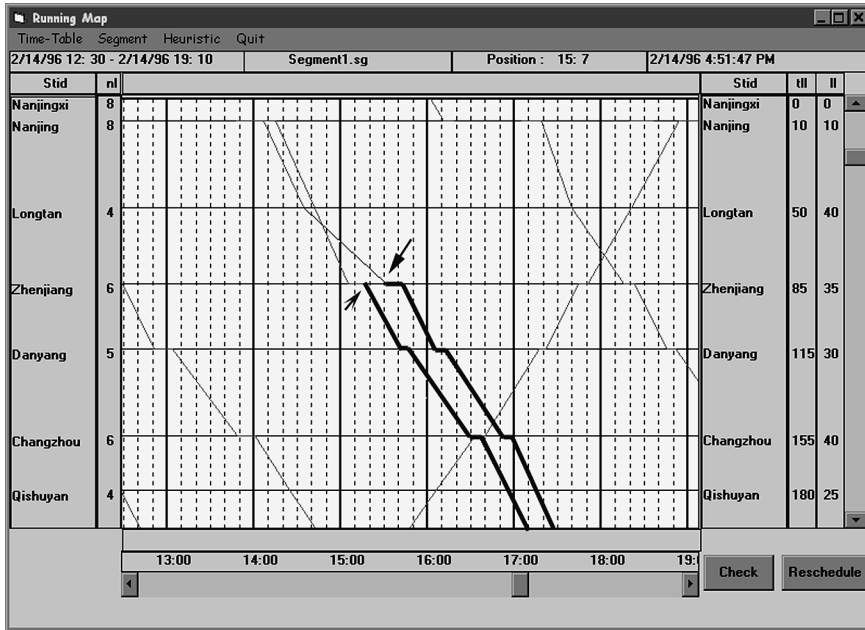 Running Map
Time-Table Segment Heuristic Quit
2/14/96 12: 30 - 2/14/96 19: 10 Segment1.sg Position : 15: 7 2/14/96 4:51:47 PM
Stid nl Stid tll ll
Nanjingxi 8 Nanjingxi 0 0
Nanjing 8 Nanjing 10 10
Longtan 4 Longtan 50 40
Zhenjiang 6 Zhenjiang 85 35
Danyang 5 Danyang 115 30
Changzhou 6 Changzhou 155 40
Qishuyan 4 Qishuyan 180 25
13:00 14:00 15:00 16:00 17:00 18:00 19:
Check Reschedule